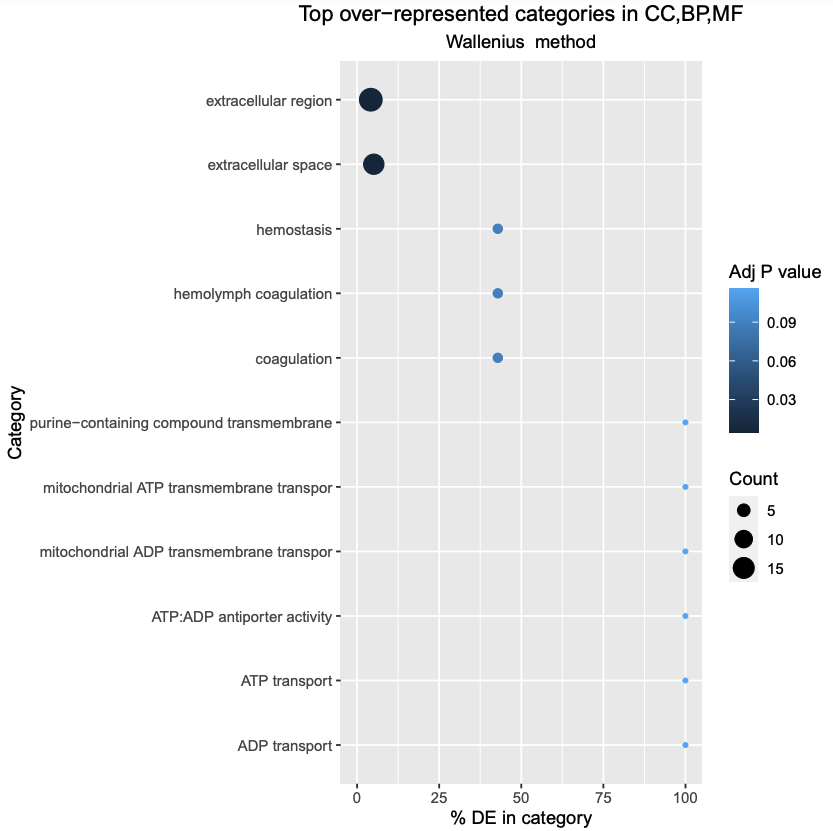 Top over−represented categories in CC,BP,MF
Wallenius  method
extracellular region
extracellular space
hemostasis
hemolymph coagulation
coagulation
purine−containing compound transmembrane
mitochondrial ATP transmembrane transpor
mitochondrial ADP transmembrane transpor
ATP:ADP antiporter activity
ATP transport
ADP transport
Category
0
25
50
75
100
% DE in category
Adj P value
0.09
0.06
0.03
Count
5
10
15